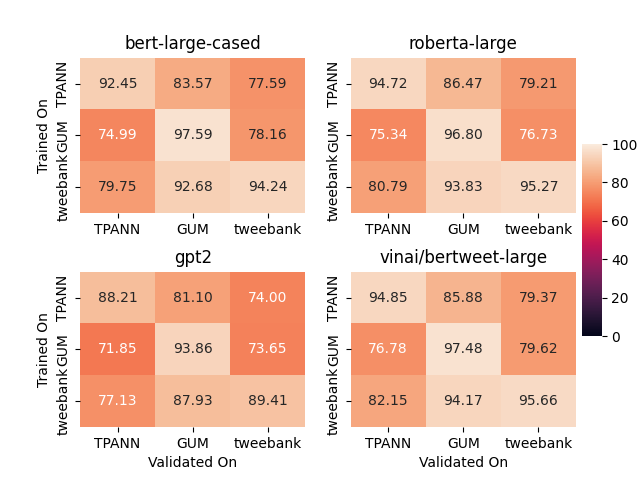 bert-large-cased
Trained On
TPANN 92.45 83.57 77.59
GUM 74.99 97.59 78.16
tweebank 79.75 92.68 94.24
TPANN GUM tweebank
roberta-large
TPANN 94.72 86.47 79.21
GUM 75.34 96.80 76.73
tweebank 80.79 93.83 95.27
TPANN GUM tweebank
gpt2
Trained On
TPANN 88.21 81.10 74.00
GUM 71.85 93.86 73.65
tweebank 77.13 87.93 89.41
TPANN GUM tweebank
Validated On
vinai/bertweet-large
TPANN 94.85 85.88 79.37
GUM 76.78 97.48 79.62
tweebank 82.15 94.17 95.66
TPANN GUM tweebank
Validated On
100
80
60
40
20
0